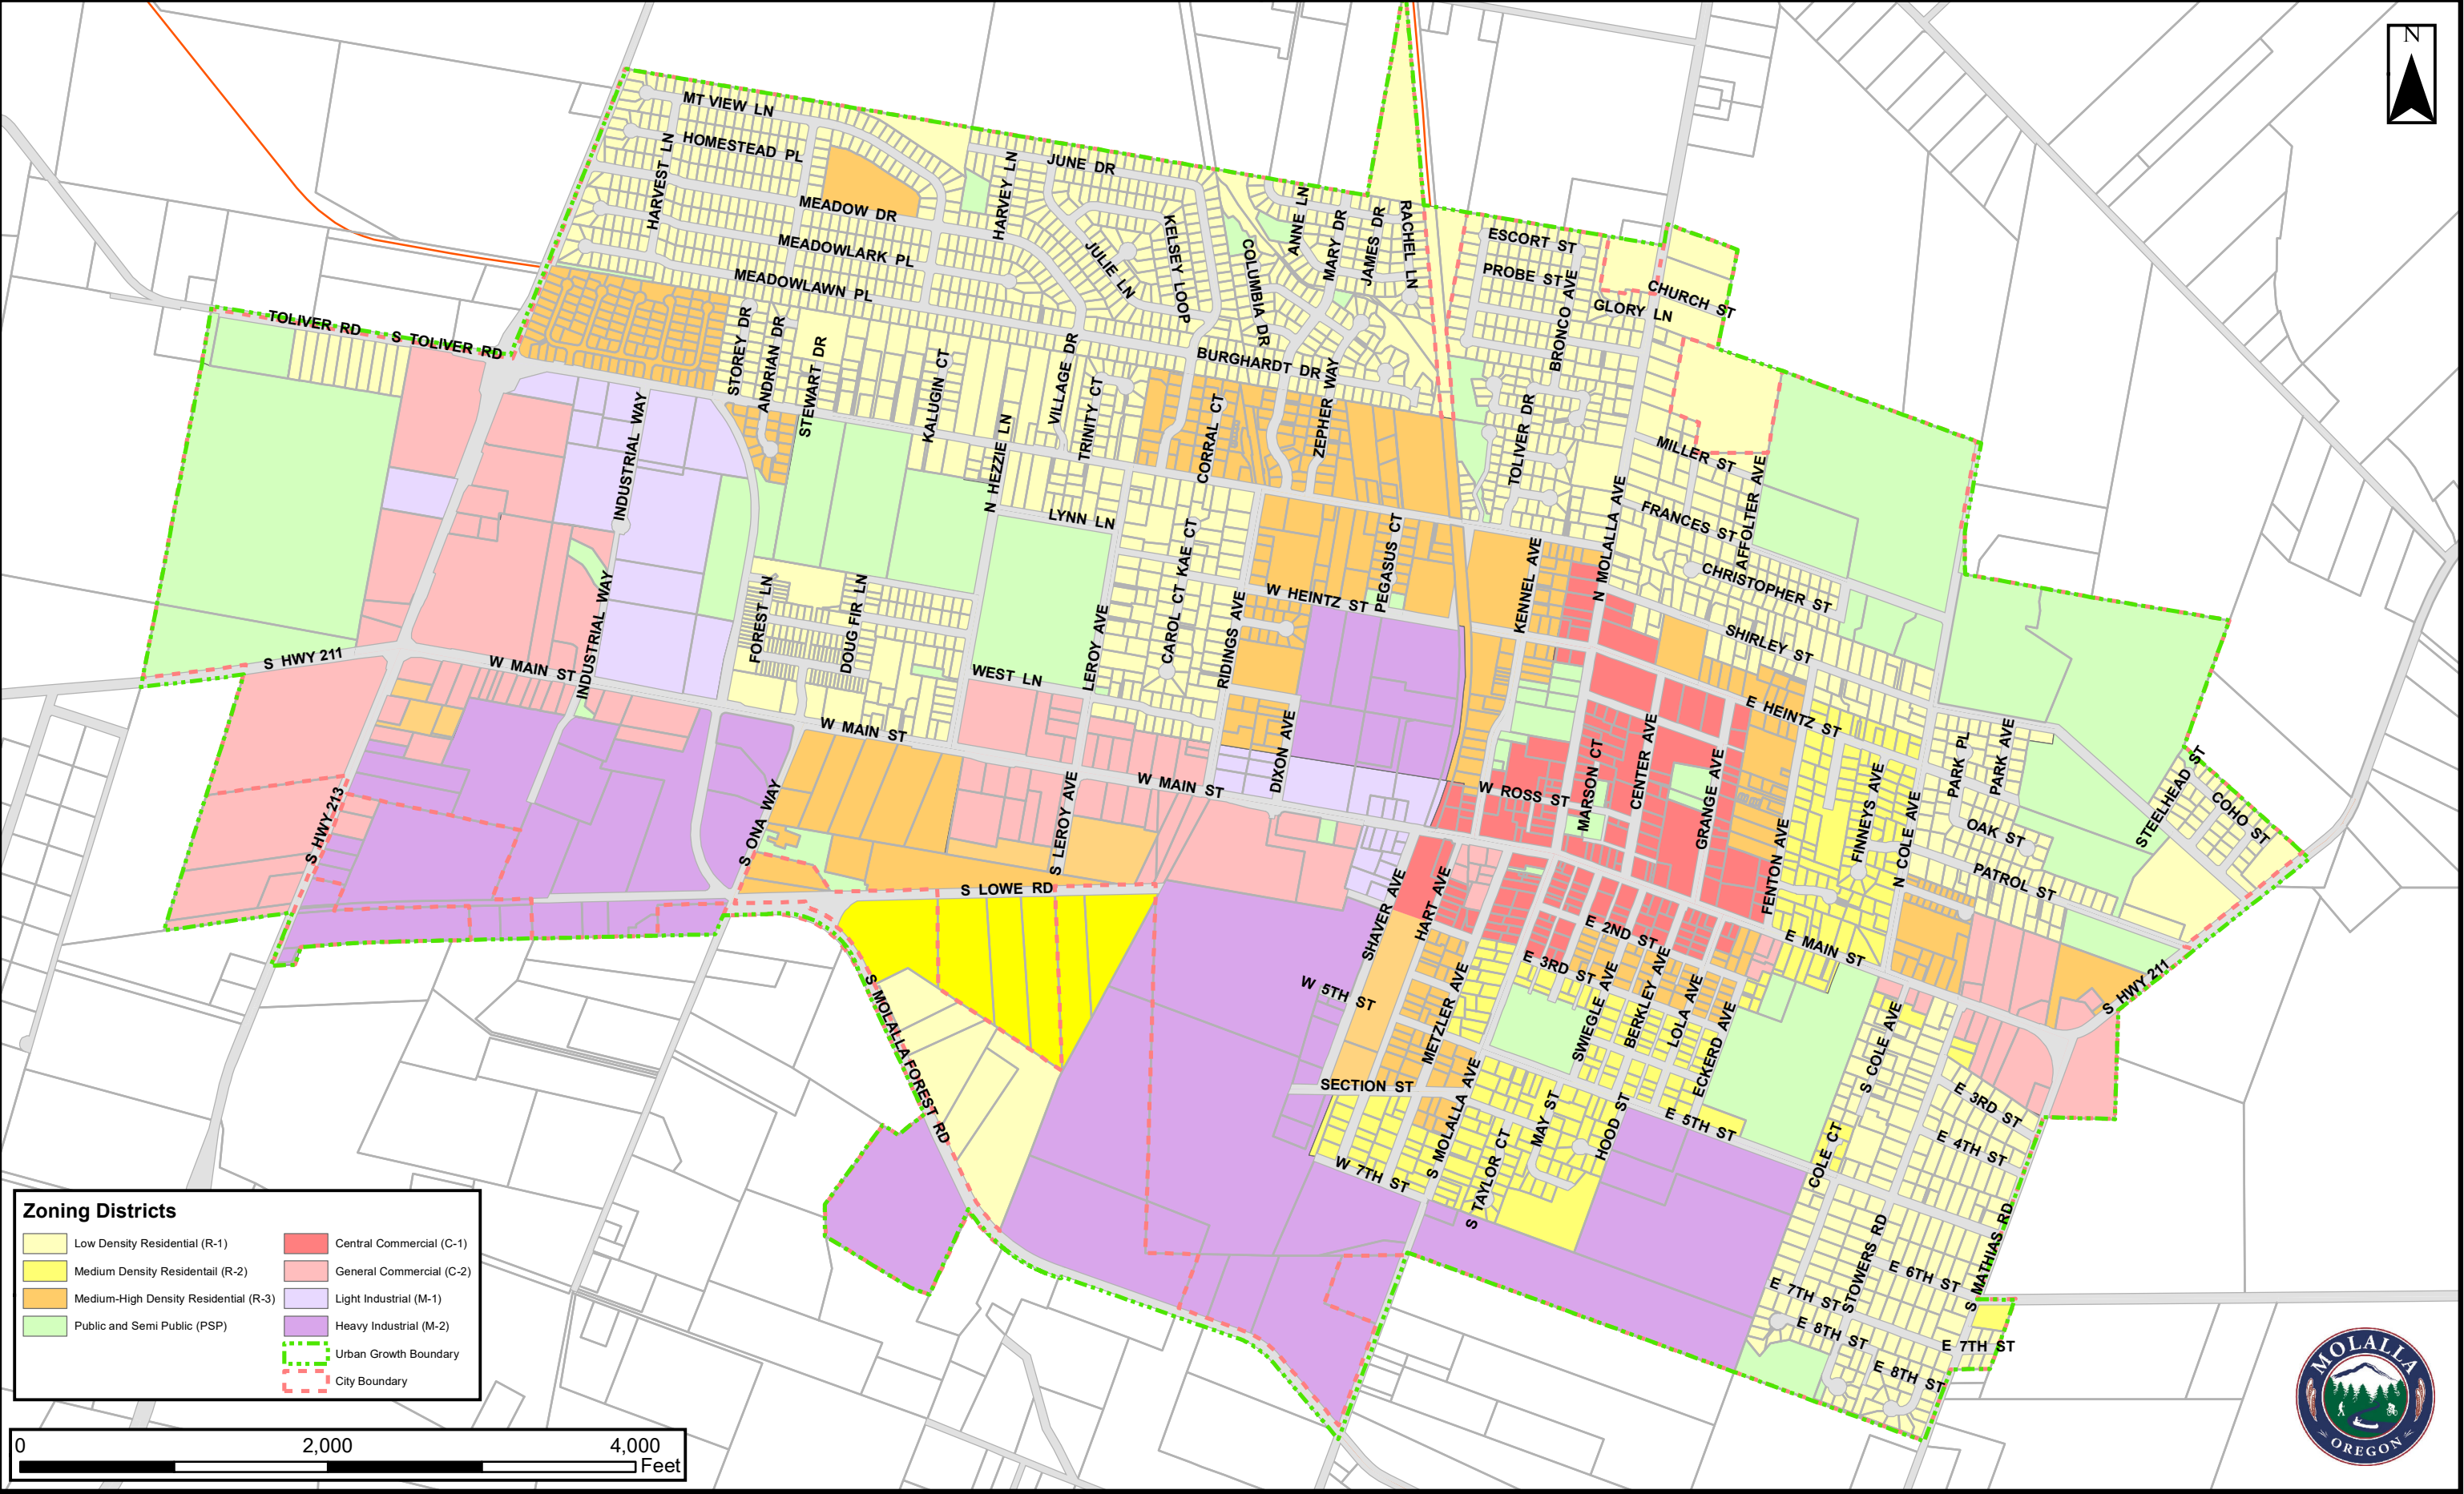 N
MT VIEW LN
HOMESTEAD PL
HARVEST LN
HARVEY LN
JUNE DR
MEADOW DR
MEADOWLARK PL
MEADOWLAWN PL
JULIE LN
KELSEY LOOP
COLUMBIA DR
ANNE LN
MARY DR
JAMES DR
RACHEL LN
ESCORT ST
PROBE ST
BRONCO AVE
GLORY LN
CHURCH ST
TOLIVER RD
S TOLIVER RD
STOREY DR
ANDRIAN DR
STEWART DR
KALUGIN CT
VILLAGE DR
TRINITY CT
BURGHARDT DR
CORRAL CT
ZEPHER WAY
TOLIVER DR
MILLER ST
INDUSTRIAL WAY
N HEZZIE LN
LYNN LN
KAE CT
PEGASUS CT
N MOLALLA AVE
FRANCES ST
AFFOLTER AVE
CHRISTOPHER ST
INDUSTRIAL WAY
FOREST LN
DOUG FIR LN
LEROY AVE
CAROL CT
RIDINGS AVE
W HEINTZ ST
KENNEL AVE
SHIRLEY ST
S HWY 211
W MAIN ST
WEST LN
E HEINTZ ST
PARK PL
PARK AVE
W MAIN ST
DIXON AVE
W MAIN ST
W ROSS ST
MARSON CT
CENTER AVE
GRANGE AVE
FINNEYS AVE
N COLE AVE
STEELHEAD ST
COHO ST
OAK ST
PATROL ST
S HWY 213
S ONA WAY
S LEROY AVE
S LOWE RD
FENTON AVE
SHAVER AVE
HART AVE
E 2ND ST
E MAIN ST
E 3RD ST
W 5TH ST
METZLER AVE
SWIEGLE AVE
BERKLEY AVE
LOLA AVE
ECKERD AVE
S HWY 211
S MOLALLA FOREST RD
SECTION ST
S COLE AVE
E 3RD ST
MAY ST
HOOD ST
E 5TH ST
E 4TH ST
COLE CT
W 7TH ST
S MOLALLA AVE
S TAYLOR CT
STOWERS RD
E 6TH ST
S MATHIAS RD
E 7TH ST
E 8TH ST
E 7TH ST
E 8TH ST
Zoning Districts
Low Density Residential (R-1)
Medium Density Residentail (R-2)
Medium-High Density Residential (R-3)
Public and Semi Public (PSP)
Central Commercial (C-1)
General Commercial (C-2)
Light Industrial (M-1)
Heavy Industrial (M-2)
Urban Growth Boundary
City Boundary
0 2,000 4,000
Feet
MOLALLA
OREGON